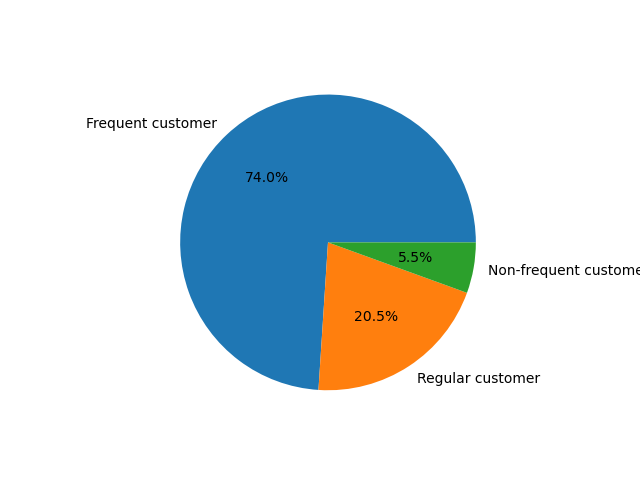 Frequent customer
74.0%
5.5%
Non-frequent custome
20.5%
Regular customer